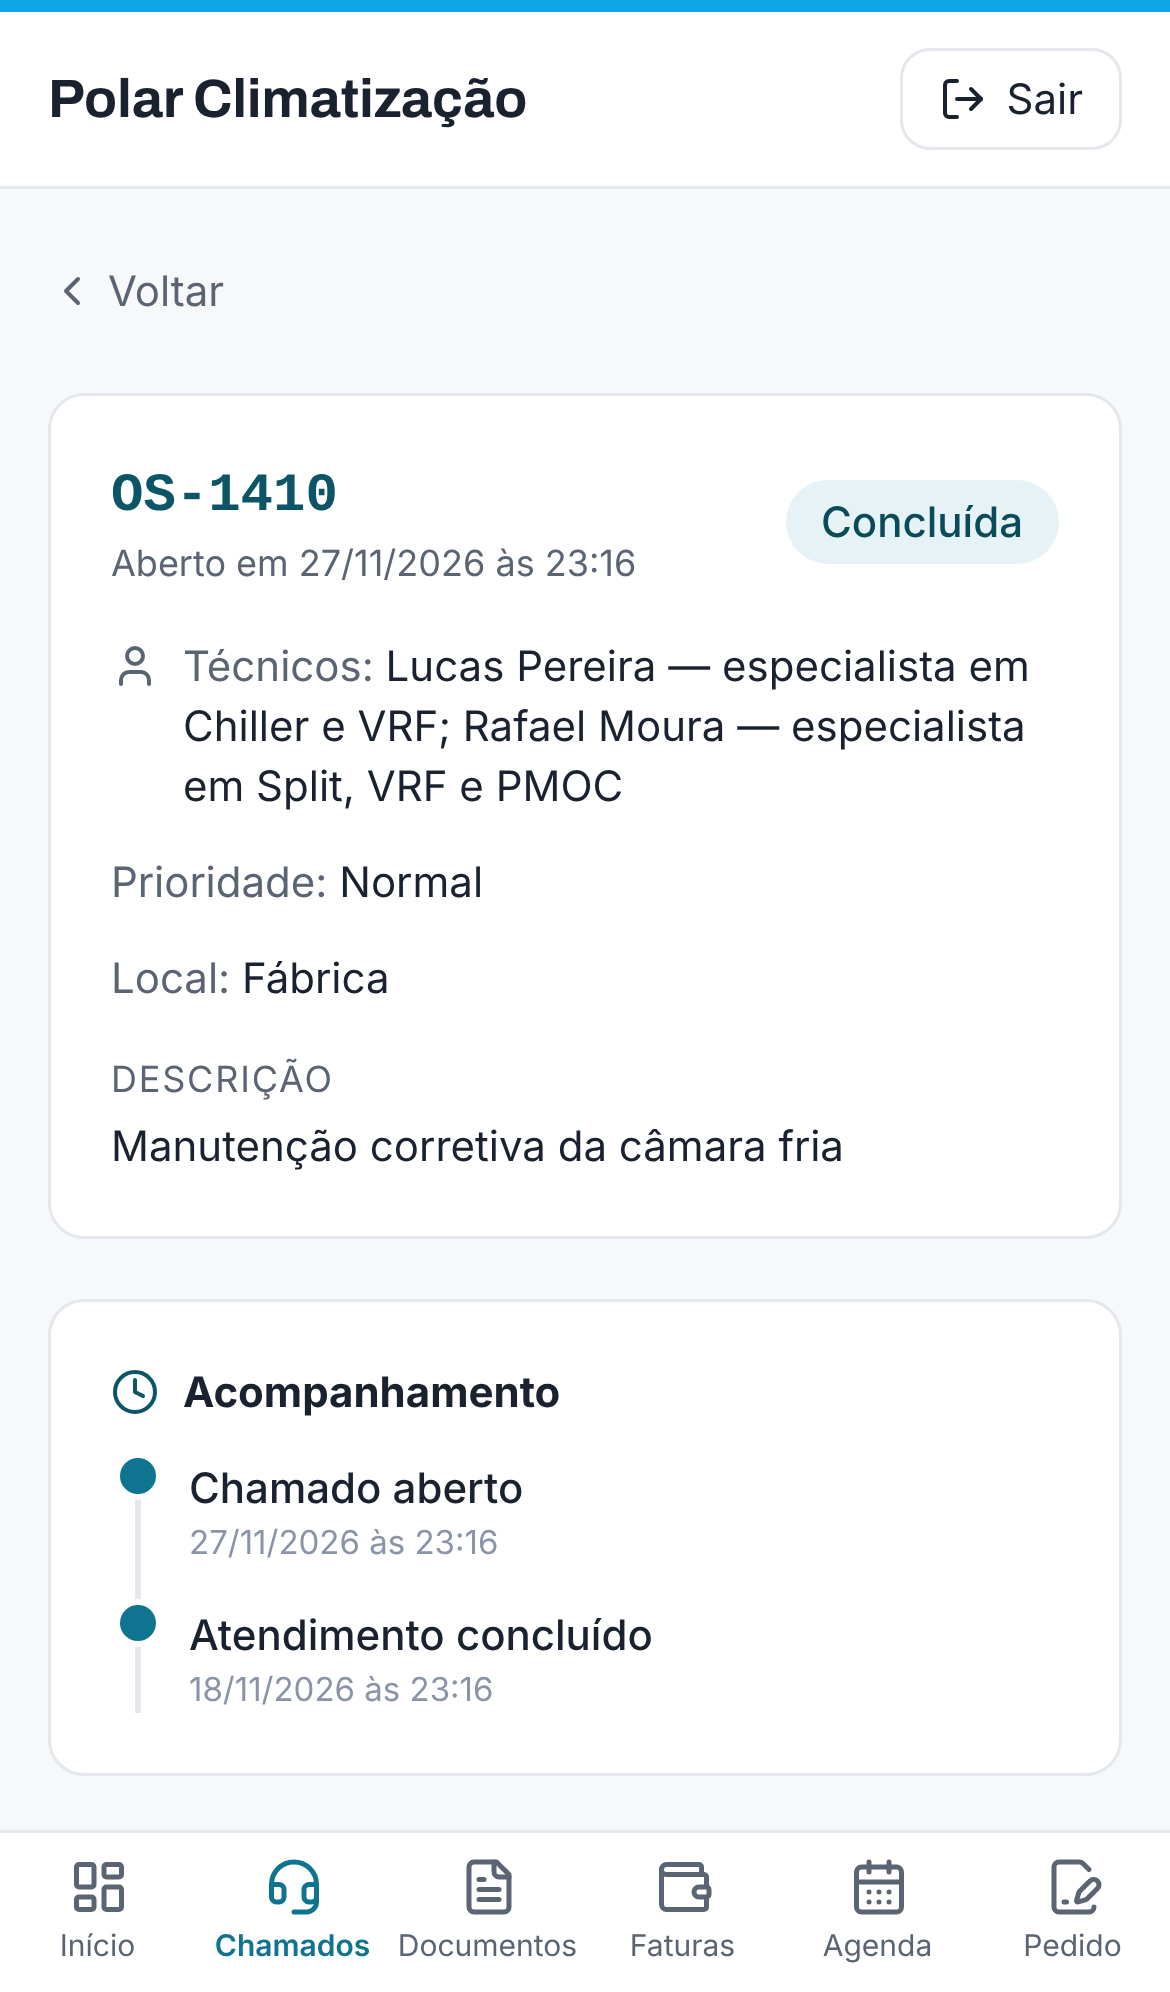 Polar Climatização
Sair
Voltar
OS-1410
Concluída
Aberto em 27/11/2026 às 23:16
Técnicos: Lucas Pereira — especialista em
Chiller e VRF; Rafael Moura — especialista
em Split, VRF e PMOC
Prioridade: Normal
Local: Fábrica
DESCRIÇÃO
Manutenção corretiva da câmara fria
Acompanhamento
Chamado aberto
27/11/2026 às 23:16
Atendimento concluído
18/11/2026 às 23:16
Início
Chamados
Documentos
Faturas
Agenda
Pedido